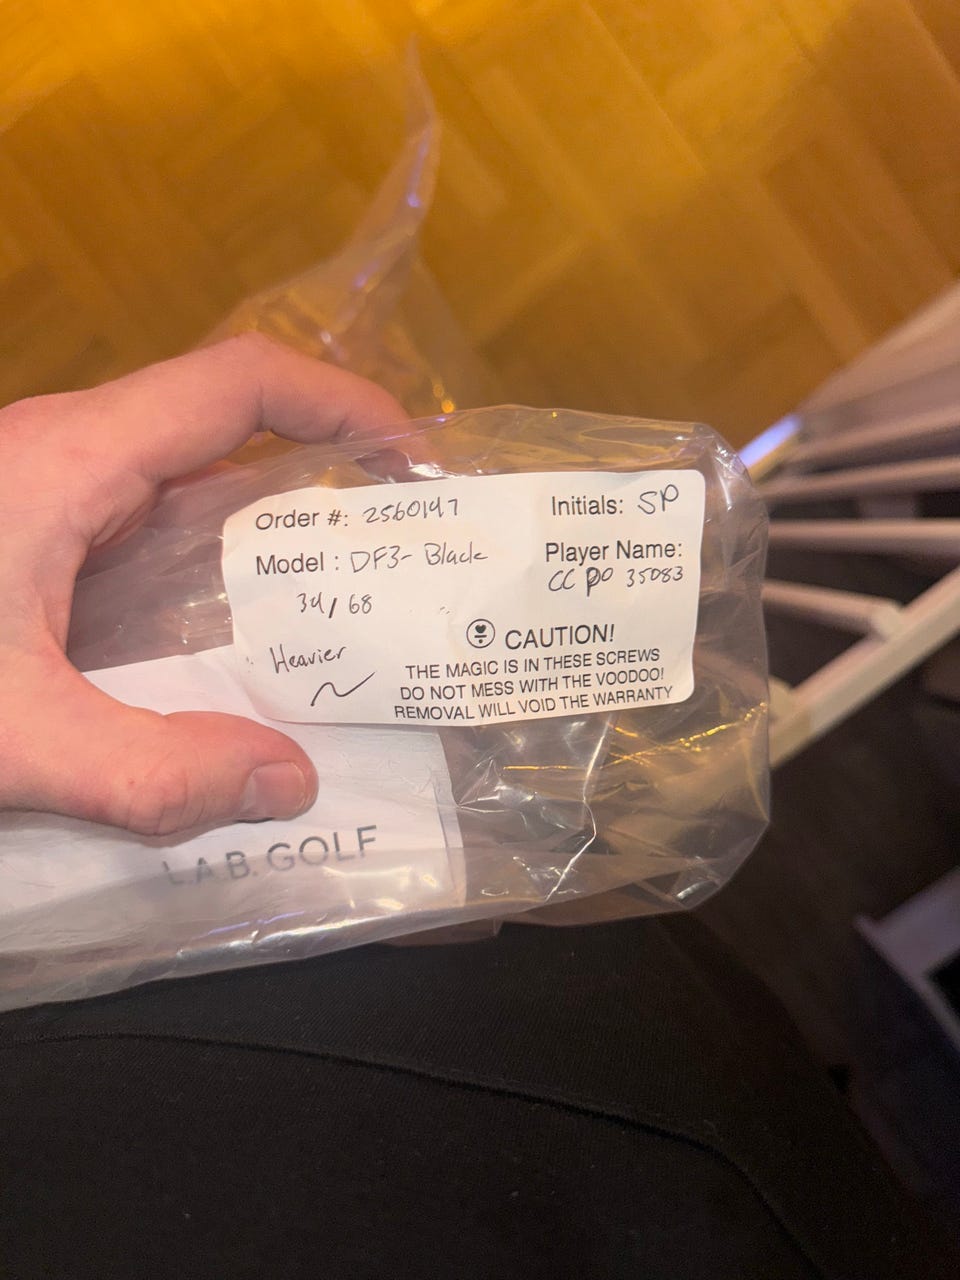 Order #: 2560147
Initials: SP
Model : DF3- Black
Player Name:
CC PO 35083
34/68
Heavier
CAUTION!
THE MAGIC IS IN THESE SCREWS
DO NOT MESS WITH THE VOODOO!
REMOVAL WILL VOID THE WARRANTY
L.A.B. GOLF